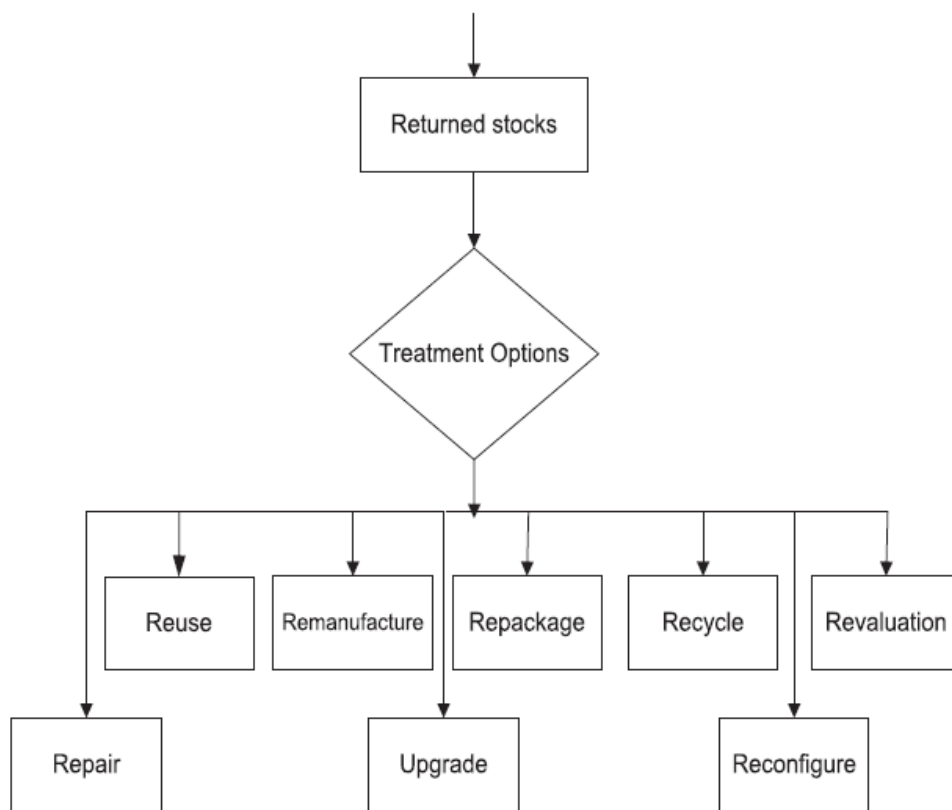 Returned stocks
Treatment Options
Reuse
Remanufacture
Repackage
Recycle
Revaluation
Repair
Upgrade
Reconfigure